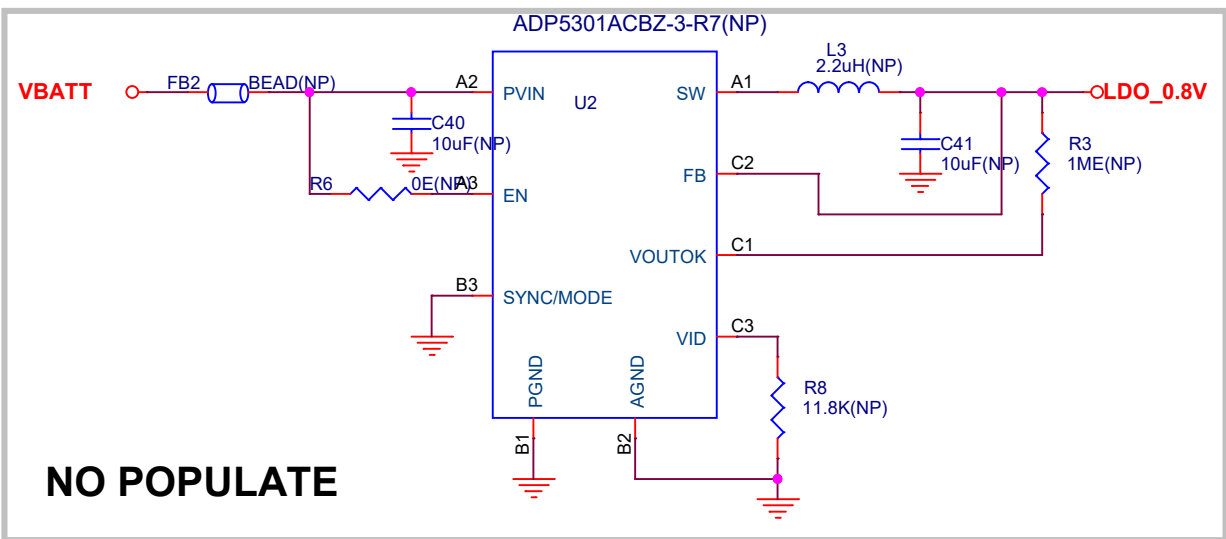 ADP5301ACBZ-3-R7(NP)
L3
2.2uH(NP)
VBATT
FB2
BEAD(NP)
A2
PVIN
U2
SW
A1
LDO_0.8V
C40
10uF(NP)
C41
10uF(NP)
R3
1ME(NP)
R6
0E(NP)
A3
EN
FB
C2
VOUTOK
C1
B3
SYNC/MODE
VID
C3
PGND
AGND
R8
11.8K(NP)
B1
B2
NO POPULATE